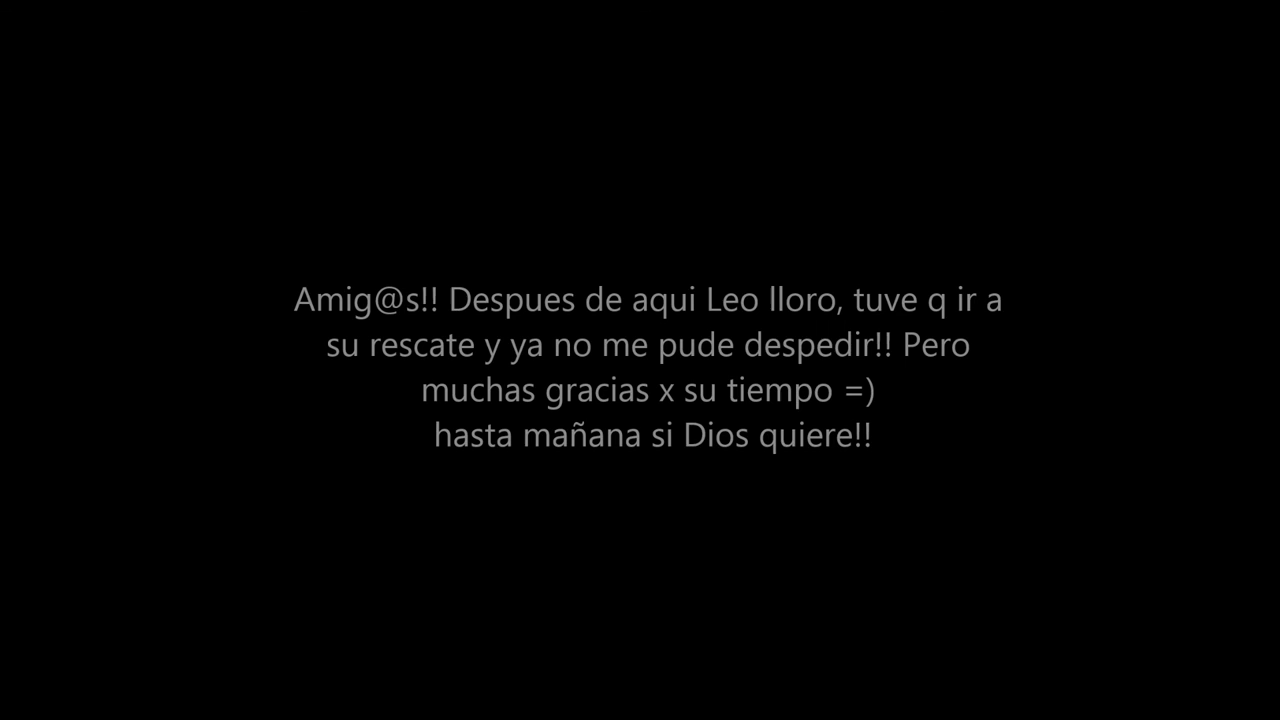 Amig@s!! Despues de aqui Leo lloro, tuve q ir a
su rescate y ya no me pude despedir!! Pero
muchas gracias x su tiempo =)
hasta mañana si Dios quiere!!